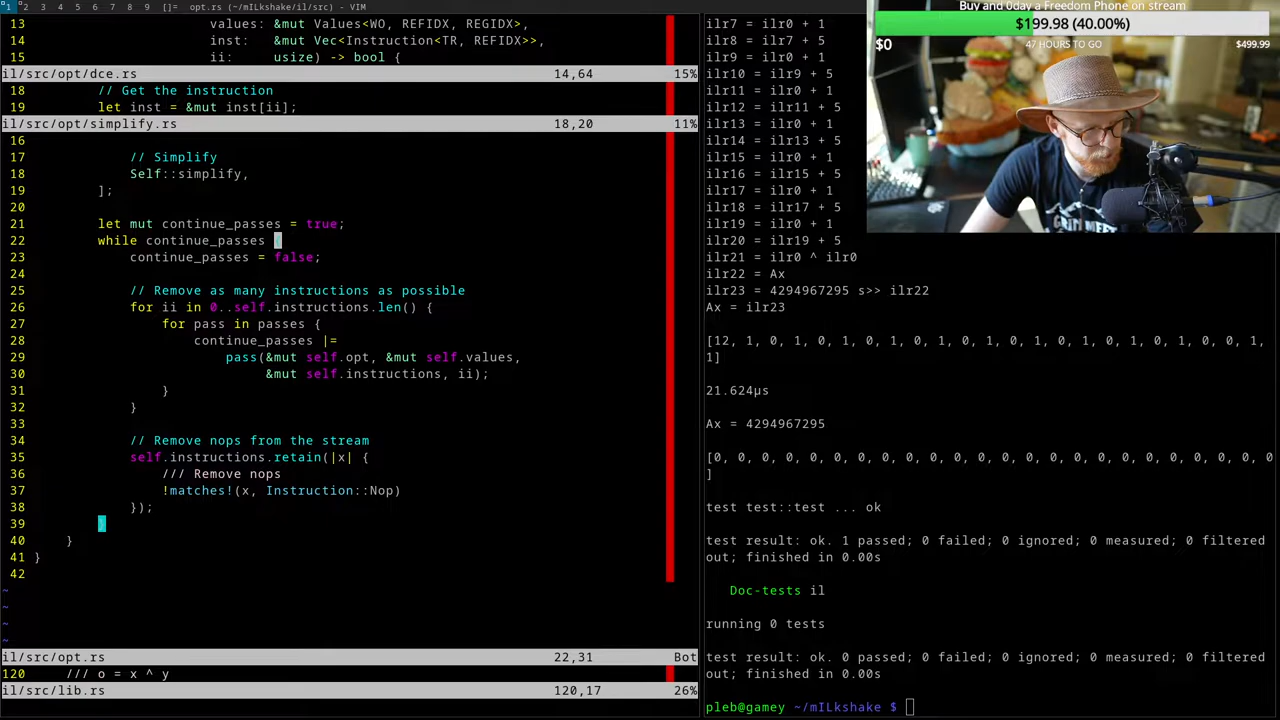 1 2 3 4 5 6 7 8 9 []= opt.rs (~/mILkshake/il/src) - VIM
13 values: &mut Values<WO, REFIDX, REGIDX>,
14 inst: &mut Vec<Instruction<TR, REFIDX>>,
15 ii: usize) -> bool {
il/src/opt/dce.rs 14,64 15%
18 // Get the instruction
19 let inst = &mut inst[ii];
il/src/opt/simplify.rs 18,20 11%
16
17 // Simplify
18 Self::simplify,
19 ];
20
21 let mut continue_passes = true;
22 while continue_passes {
23 continue_passes = false;
24
25 // Remove as many instructions as possible
26 for ii in 0..self.instructions.len() {
27 for pass in passes {
28 continue_passes |=
29 pass(&mut self.opt, &mut self.values,
30 &mut self.instructions, ii);
31 }
32 }
33
34 // Remove nops from the stream
35 self.instructions.retain(|x| {
36 /// Remove nops
37 !matches!(x, Instruction::Nop)
38 });
39 }
40 }
41 }
42
~
~
~
~
il/src/opt.rs 22,31 Bot
120 /// o = x ^ y
il/src/lib.rs 120,17 26%
ilr7 = ilr0 + 1
ilr8 = ilr7 + 5
ilr9 = ilr0 + 1
ilr10 = ilr9 + 5
ilr11 = ilr0 + 1
ilr12 = ilr11 + 5
ilr13 = ilr0 + 1
ilr14 = ilr13 + 5
ilr15 = ilr0 + 1
ilr16 = ilr15 + 5
ilr17 = ilr0 + 1
ilr18 = ilr17 + 5
ilr19 = ilr0 + 1
ilr20 = ilr19 + 5
ilr21 = ilr0 ^ ilr0
ilr22 = Ax
ilr23 = 4294967295 s>> ilr22
Ax = ilr23
[12, 1, 0, 1, 0, 1, 0, 1, 0, 1, 0, 1, 0, 1, 0, 1, 0, 1, 0, 1, 0, 0, 1,
1]
21.624µs
Ax = 4294967295
[0, 0, 0, 0, 0, 0, 0, 0, 0, 0, 0, 0, 0, 0, 0, 0, 0, 0, 0, 0, 0, 0, 0, 0
]
test test::test ... ok
test result: ok. 1 passed; 0 failed; 0 ignored; 0 measured; 0 filtered
out; finished in 0.00s
Doc-tests il
running 0 tests
test result: ok. 0 passed; 0 failed; 0 ignored; 0 measured; 0 filtered
out; finished in 0.00s
pleb@gamey ~/mILkshake $
Buy and 0day a Freedom Phone on stream
$199.98 (40.00%)
$0 47 HOURS TO GO $499.99